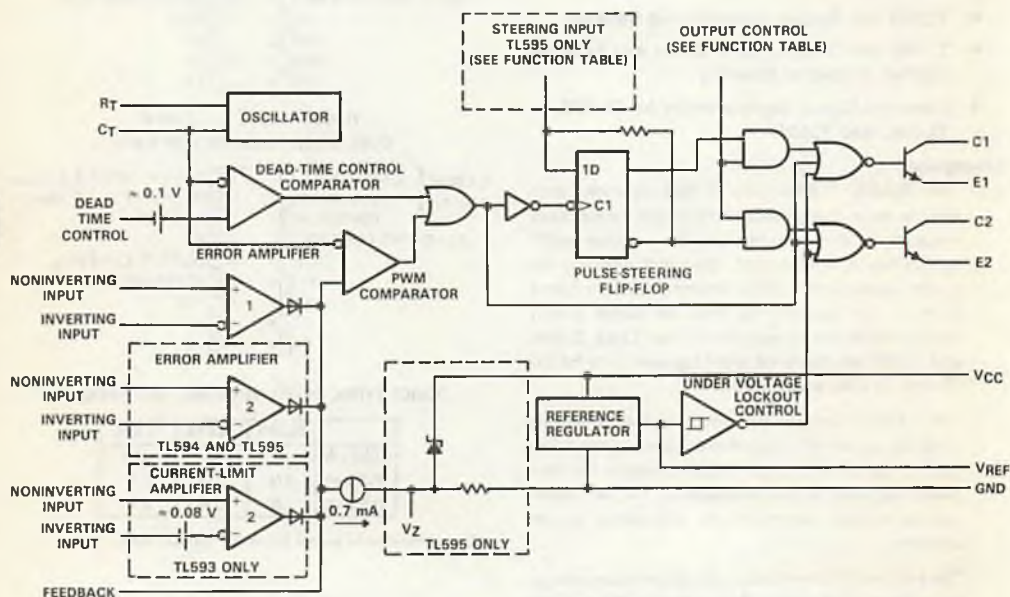 STEERING INPUT
TL595 ONLY
(SEE FUNCTION TABLE)
OUTPUT CONTROL
(SEE FUNCTION TABLE)
RT
CT
OSCILLATOR
DEAD-TIME CONTROL
COMPARATOR
≈ 0.1 V
DEAD
TIME
CONTROL
1D
C1
PULSE-STEERING
FLIP-FLOP
C1
E1
C2
E2
ERROR AMPLIFIER
PWM
COMPARATOR
NONINVERTING
INPUT
INVERTING
INPUT
+
1
−
ERROR AMPLIFIER
NONINVERTING
INPUT
INVERTING
INPUT
+
2
−
TL594 AND TL595
CURRENT-LIMIT
AMPLIFIER
NONINVERTING
INPUT
≈ 0.08 V
INVERTING
INPUT
+
2
−
TL593 ONLY
FEEDBACK
0.7 mA
VZ
TL595 ONLY
REFERENCE
REGULATOR
UNDER VOLTAGE
LOCKOUT
CONTROL
VCC
VREF
GND